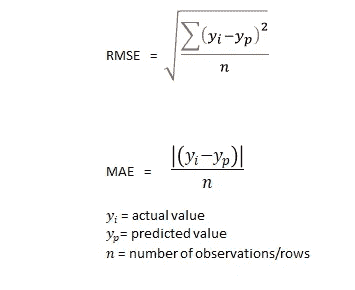 RMSE = √(∑(yᵢ−yₚ)²/n)
MAE = |(yᵢ−yₚ)|/n
yᵢ = actual value
yₚ= predicted value
n = number of observations/rows